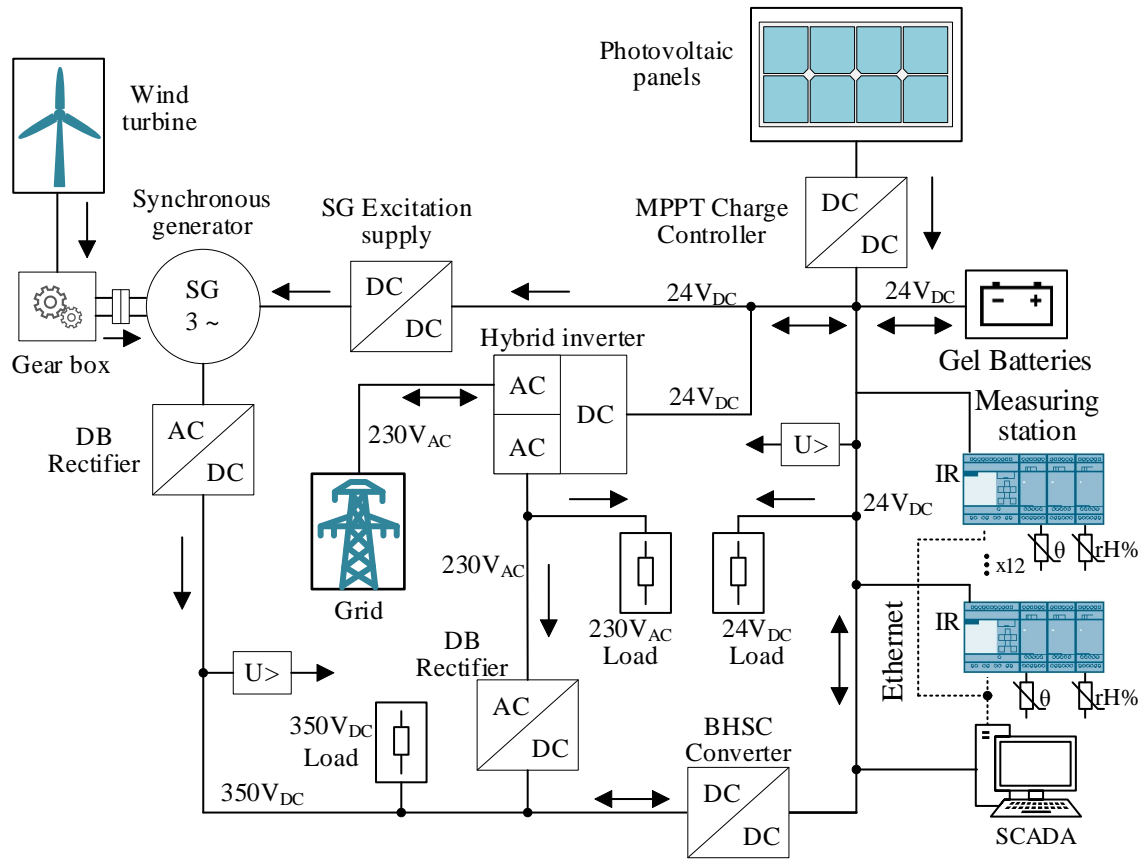 Photovoltaic
panels
Wind
turbine
Synchronous
generator
SG Excitation
supply
MPPT Charge
Controller
DC
DC
SG
3 ~
DC
DC
24VDC
24VDC
Gear box
Hybrid inverter
Gel Batteries
AC
AC
DC
24VDC
DB
Rectifier
AC
DC
230VAC
Measuring
station
U>
IR
24VDC
θ
rH%
x12
Grid
230VAC
230VAC
Load
24VDC
Load
Ethernet
IR
θ
rH%
U>
DB
Rectifier
AC
DC
350VDC
Load
BHSC
Converter
DC
DC
350VDC
SCADA